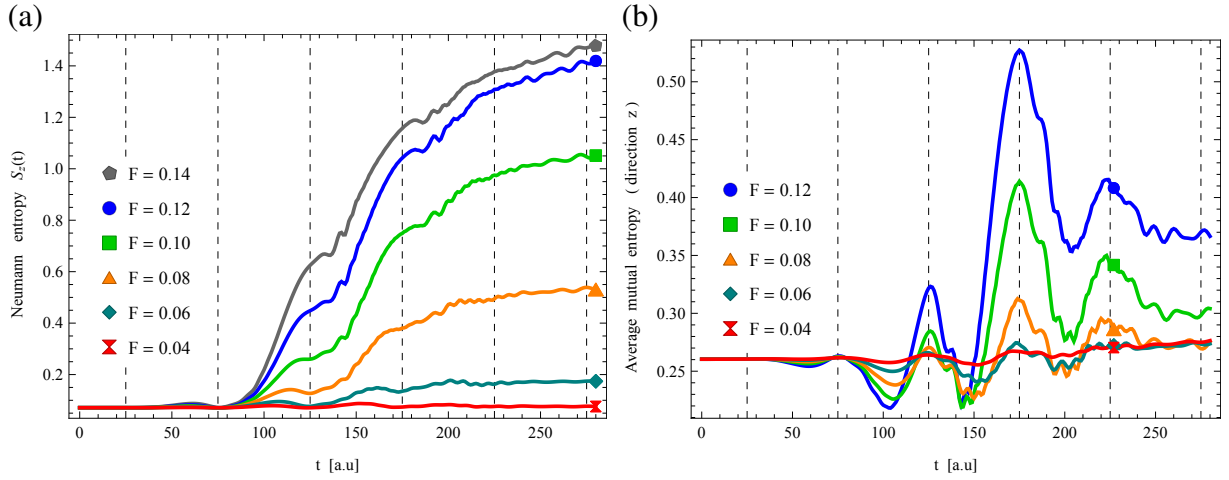 (a)
Neumann entropy S_z(t)
1.4
1.2
1.0
0.8
0.6
0.4
0.2
F = 0.14
F = 0.12
F = 0.10
F = 0.08
F = 0.06
F = 0.04
0 50 100 150 200 250
t [a.u]
(b)
Average mutual entropy ( direction z )
0.50
0.45
0.40
0.35
0.30
0.25
F = 0.12
F = 0.10
F = 0.08
F = 0.06
F = 0.04
0 50 100 150 200 250
t [a.u]